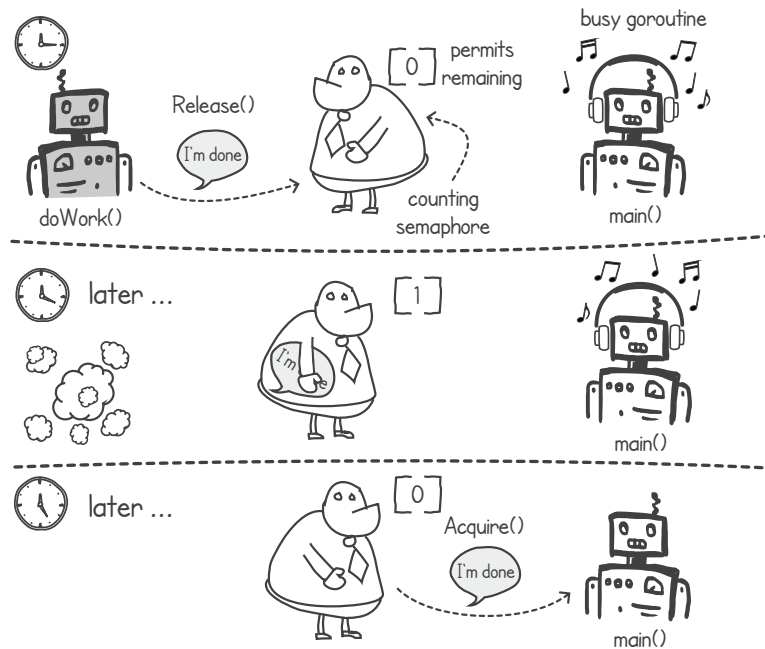 busy goroutine
[0] permits
remaining
Release()
I'm done
counting
semaphore
doWork()
main()
later ...
[1]
I'm
e
main()
later ...
[0]
Acquire()
I'm done
main()